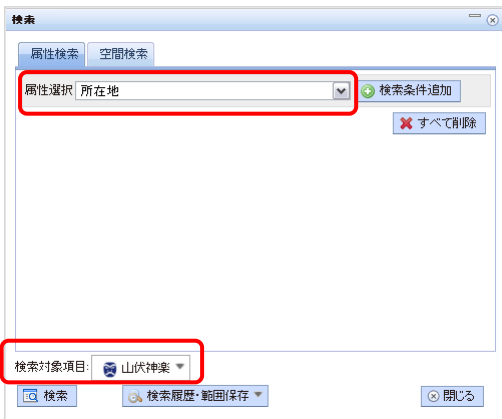 検索
属性検索 空間検索
属性選択 所在地 検索条件追加
すべて削除
検索対象項目: 山伏神楽
検索 検索履歴・範囲保存 閉じる